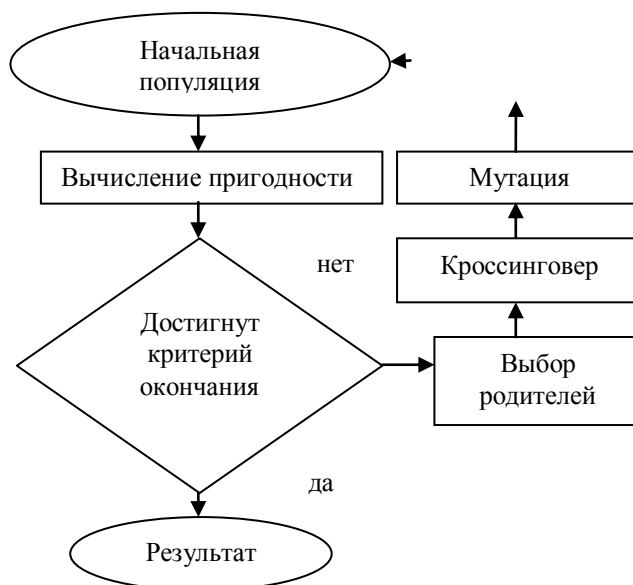 Начальная
популяция
Вычисление пригодности
Мутация
нет
Кроссинговер
Достигнут
критерий
окончания
Выбор
родителей
да
Результат